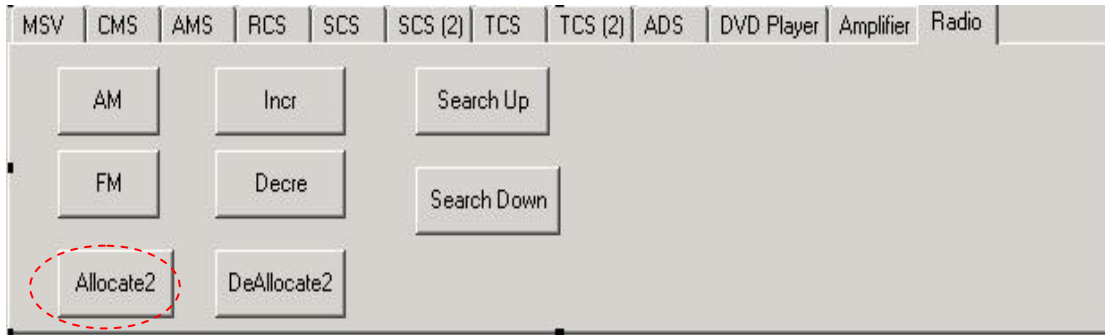 MSV CMS AMS RCS SCS SCS (2) TCS TCS (2) ADS DVD Player Amplifier Radio
AM Incr Search Up
FM Decre Search Down
Allocate2 DeAllocate2